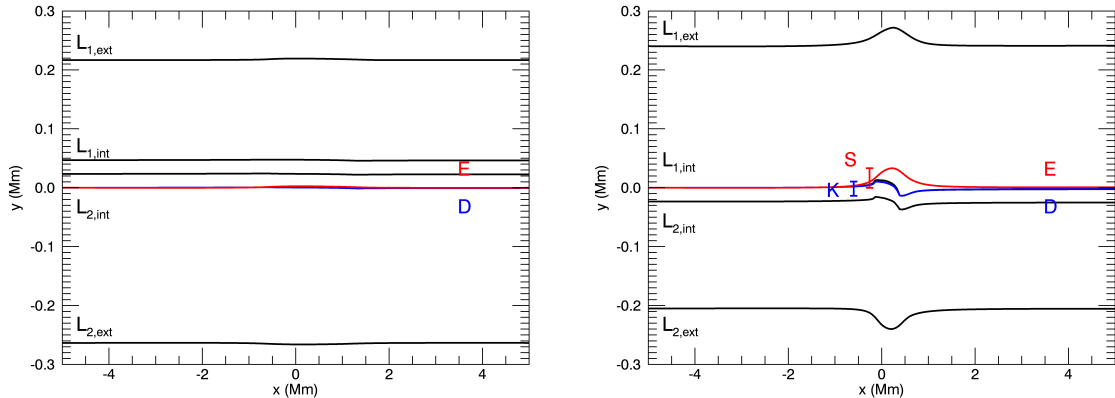 0.3
0.2
0.1
0.0
-0.1
-0.2
-0.3
y (Mm)
-4
-2
0
2
4
x (Mm)
L1,ext
L1,int
E
L2,int
D
L2,ext
0.3
0.2
0.1
0.0
-0.1
-0.2
-0.3
y (Mm)
-4
-2
0
2
4
x (Mm)
L1,ext
L1,int
S
I
E
K I
D
L2,int
L2,ext